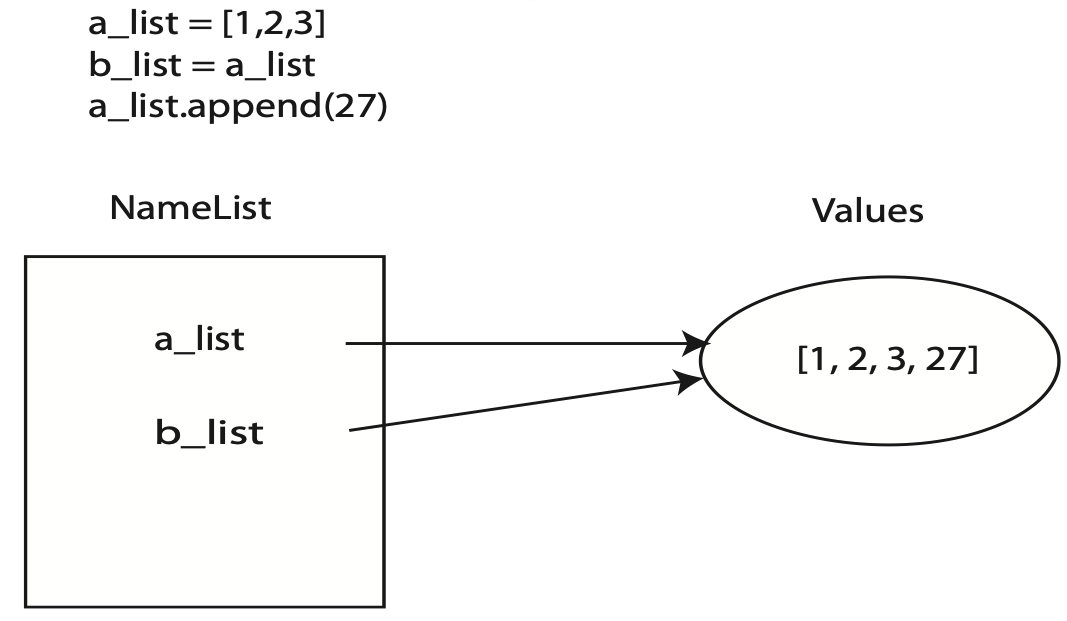 a_list = [1,2,3]
b_list = a_list
a_list.append(27)
NameList
Values
a_list
[1, 2, 3, 27]
b_list